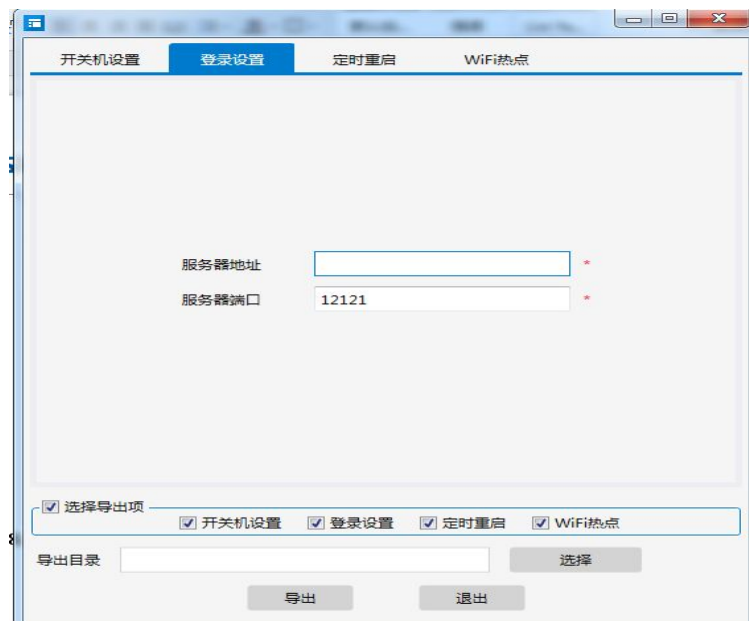 开关机设置 登录设置 定时重启 WiFi热点
服务器地址 *
服务器端口 12121 *
选择导出项
开关机设置 登录设置 定时重启 WiFi热点
导出目录 选择
导出 退出